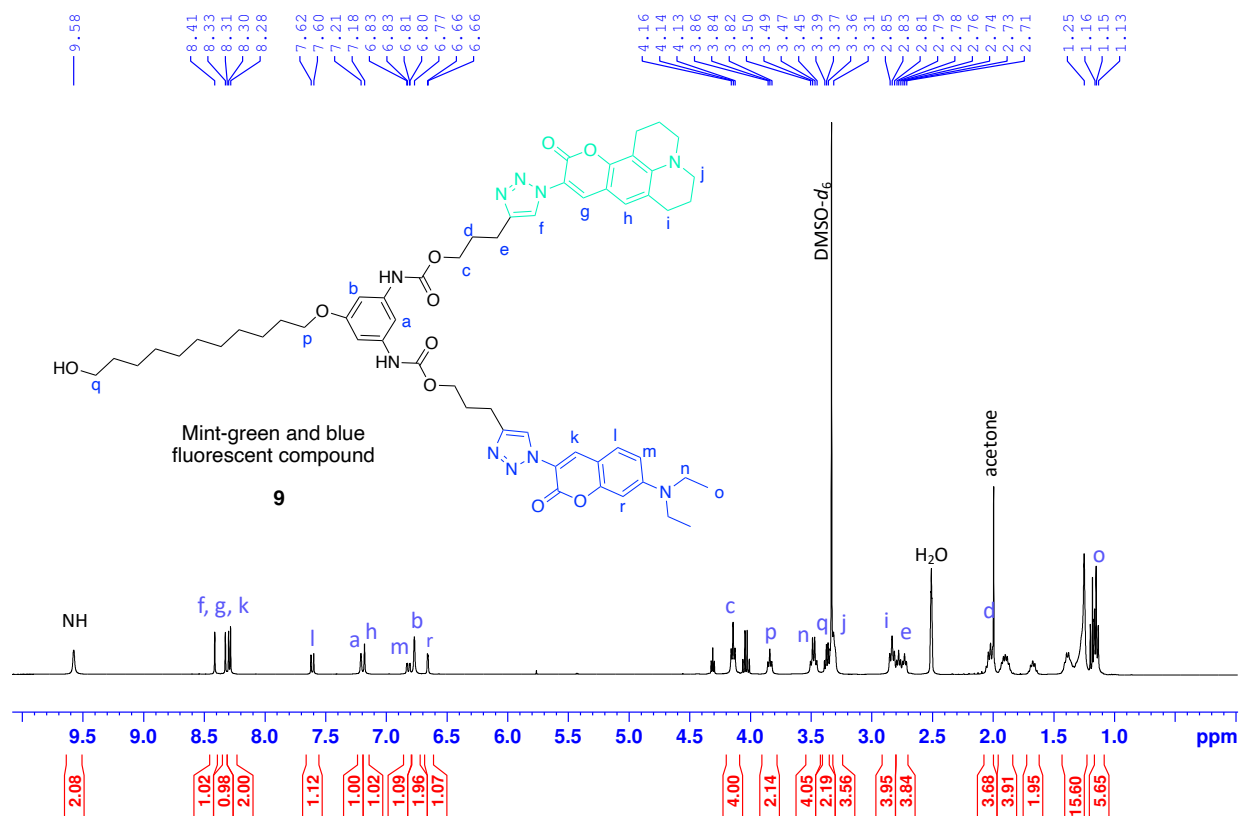 9.58
8.41
8.33
8.31
8.30
8.28
7.62
7.60
7.21
7.18
6.83
6.83
6.81
6.80
6.77
6.66
6.66
4.16
4.14
4.13
3.86
3.84
3.82
3.50
3.49
3.47
3.45
3.39
3.37
3.36
3.31
2.85
2.83
2.81
2.79
2.78
2.76
2.74
2.73
2.71
1.25
1.16
1.15
1.13
O
O
N
N
N
N
j
g
h
i
f
d
e
O
c
HN
O
b
O
a
p
HO
q
HN
O
O
Mint-green and blue
fluorescent compound
9
N
N
N
k
l
m
O
O
r
N
n
o
DMSO-d6
acetone
H2O
NH
f, g, k
l
a
h
m
b
r
c
p
n
q
j
i
e
d
o
9.5 9.0 8.5 8.0 7.5 7.0 6.5 6.0 5.5 5.0 4.5 4.0 3.5 3.0 2.5 2.0 1.5 1.0 ppm
2.08
1.02
0.98
2.00
1.12
1.00
1.02
1.09
1.96
1.07
4.00
2.14
4.05
2.19
3.56
3.95
3.84
3.68
3.91
1.95
15.60
5.65